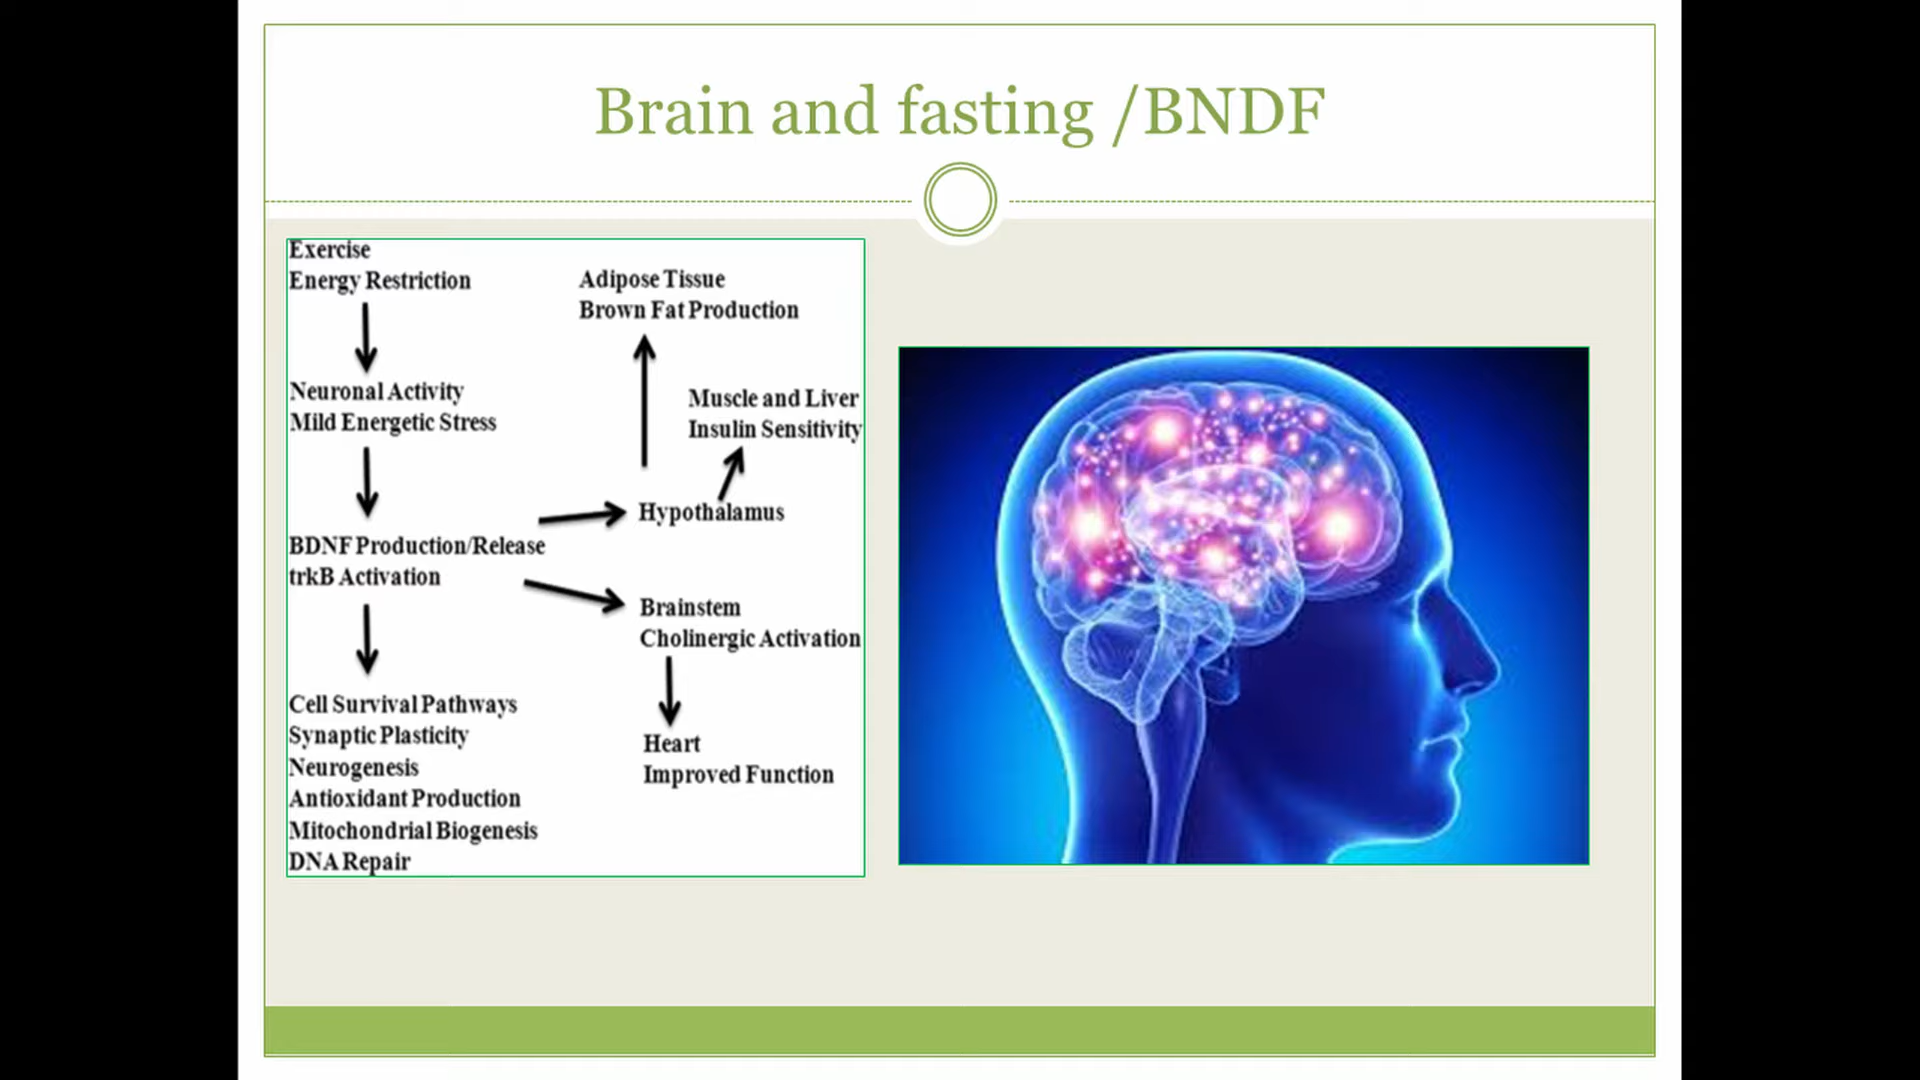 Brain and fasting /BNDF
Exercise
Energy Restriction
Neuronal Activity
Mild Energetic Stress
BDNF Production/Release
trkB Activation
Cell Survival Pathways
Synaptic Plasticity
Neurogenesis
Antioxidant Production
Mitochondrial Biogenesis
DNA Repair
Adipose Tissue
Brown Fat Production
Muscle and Liver
Insulin Sensitivity
Hypothalamus
Brainstem
Cholinergic Activation
Heart
Improved Function